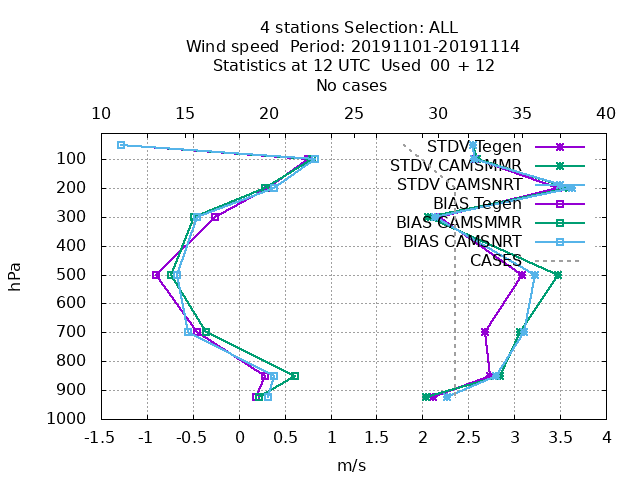 4 stations Selection: ALL
Wind speed  Period: 20191101-20191114
Statistics at 12 UTC  Used  00 + 12
No cases
10 15 20 25 30 35 40
STDV Tegen
STDV CAMSMMR
STDV CAMSNRT
BIAS Tegen
BIAS CAMSMMR
BIAS CAMSNRT
CASES
hPa
100
200
300
400
500
600
700
800
900
1000
-1.5 -1 -0.5 0 0.5 1 1.5 2 2.5 3 3.5 4
m/s